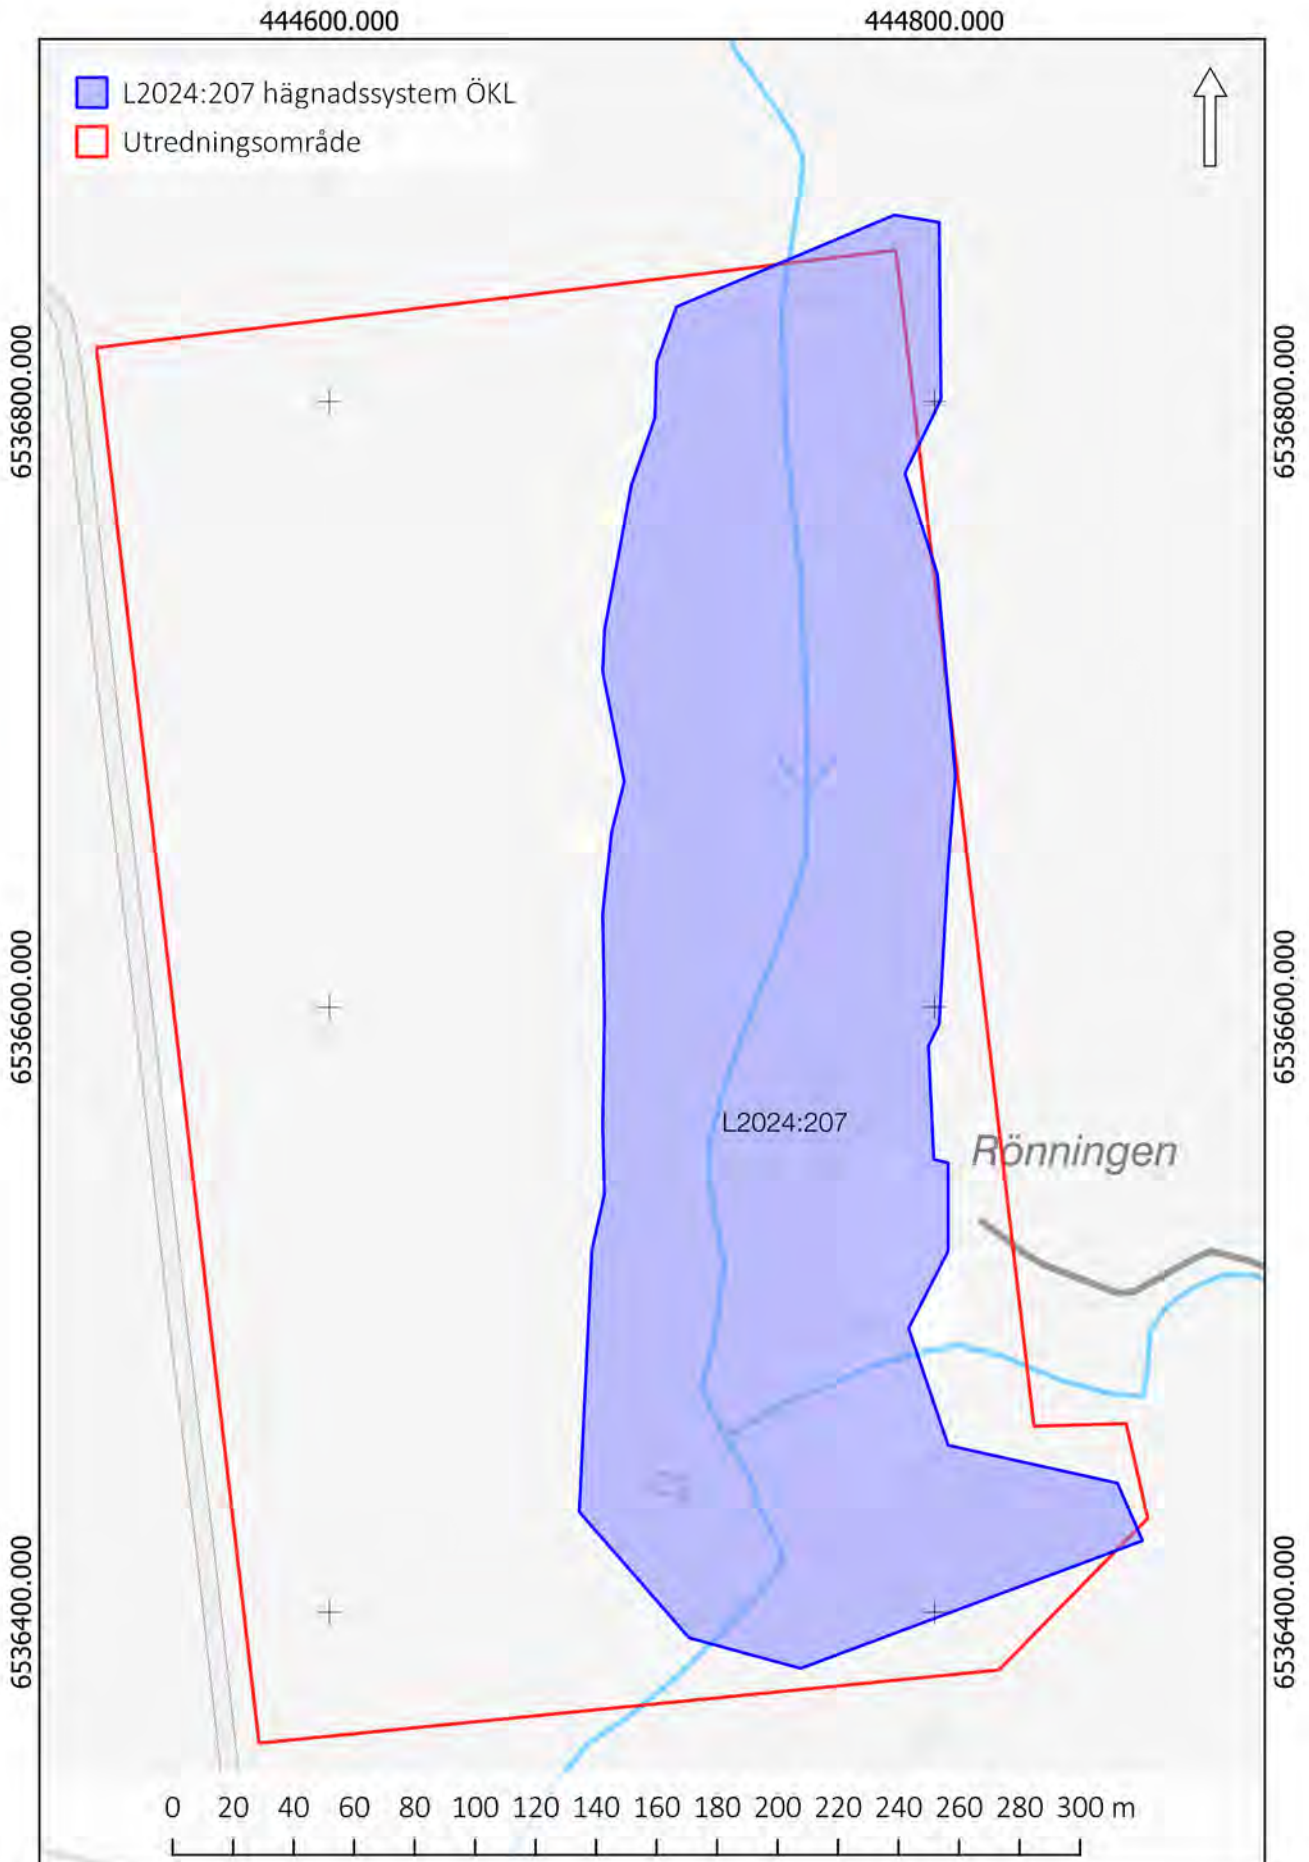 444600.000 444800.000
L2024:207 hägnadssystem ÖKL
Utredningsområde
6536800.000 6536800.000
6536600.000 6536600.000
L2024:207
Rönningen
6536400.000 6536400.000
0 20 40 60 80 100 120 140 160 180 200 220 240 260 280 300 m